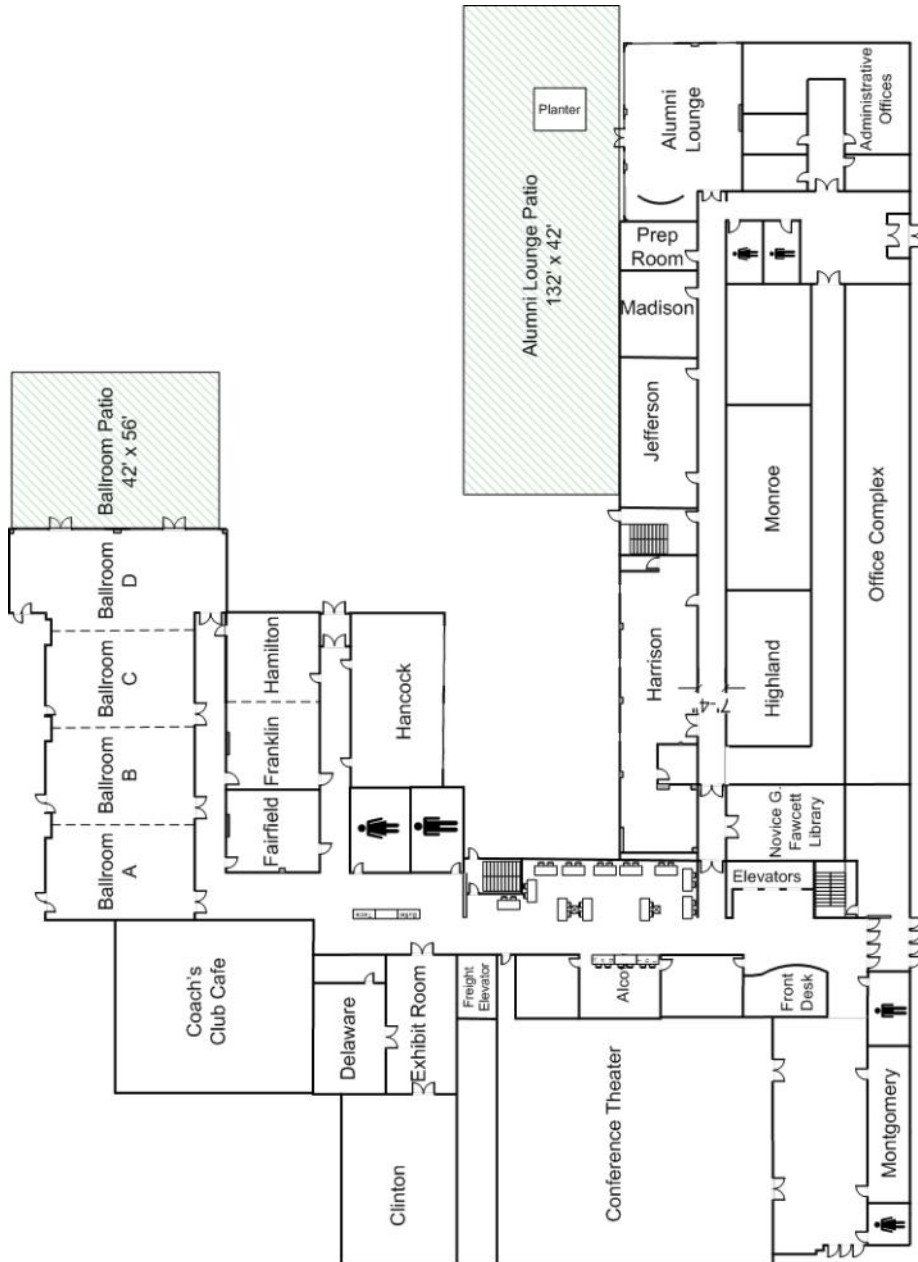 Planter
Administrative
Offices
Alumni
Lounge
Alumni Lounge Patio
132' x 42'
Prep
Room
Madison
Jefferson
Ballroom Patio
42' x 56'
Monroe
Office Complex
Ballroom
D
Ballroom
C
Ballroom
B
Ballroom
A
Hamilton
Franklin
Fairfield
Hancock
Harrison
7'-4"
Highland
Novice G.
Fawcett
Library
Elevators
Coach's
Club Cafe
Delaware
Exhibit Room
Freight
Elevator
Alco
Front
Desk
Clinton
Conference Theater
Montgomery